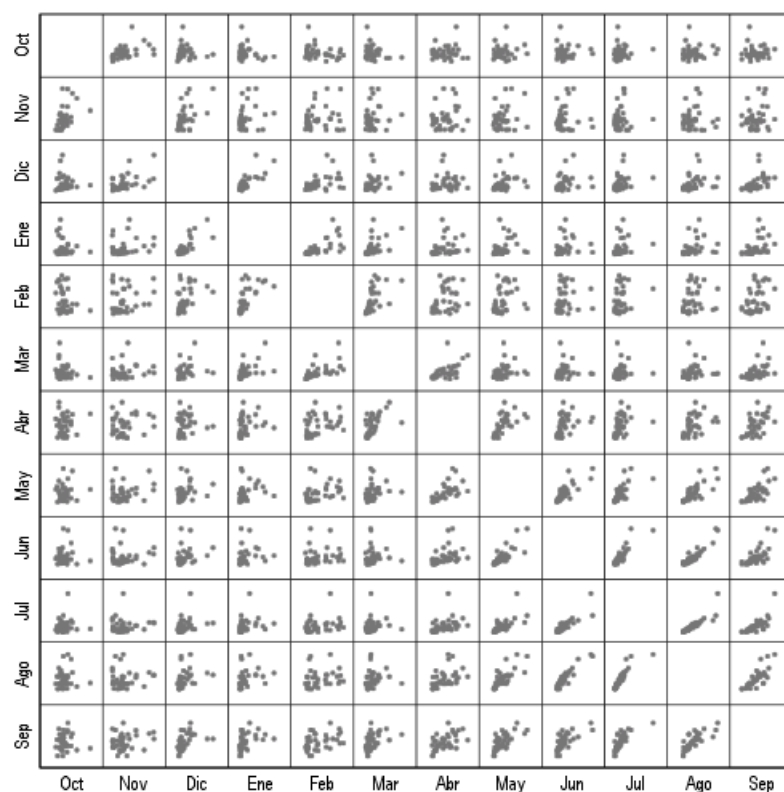 Oct
Nov
Dic
Ene
Feb
Mar
Abr
May
Jun
Jul
Ago
Sep
Oct Nov Dic Ene Feb Mar Abr May Jun Jul Ago Sep